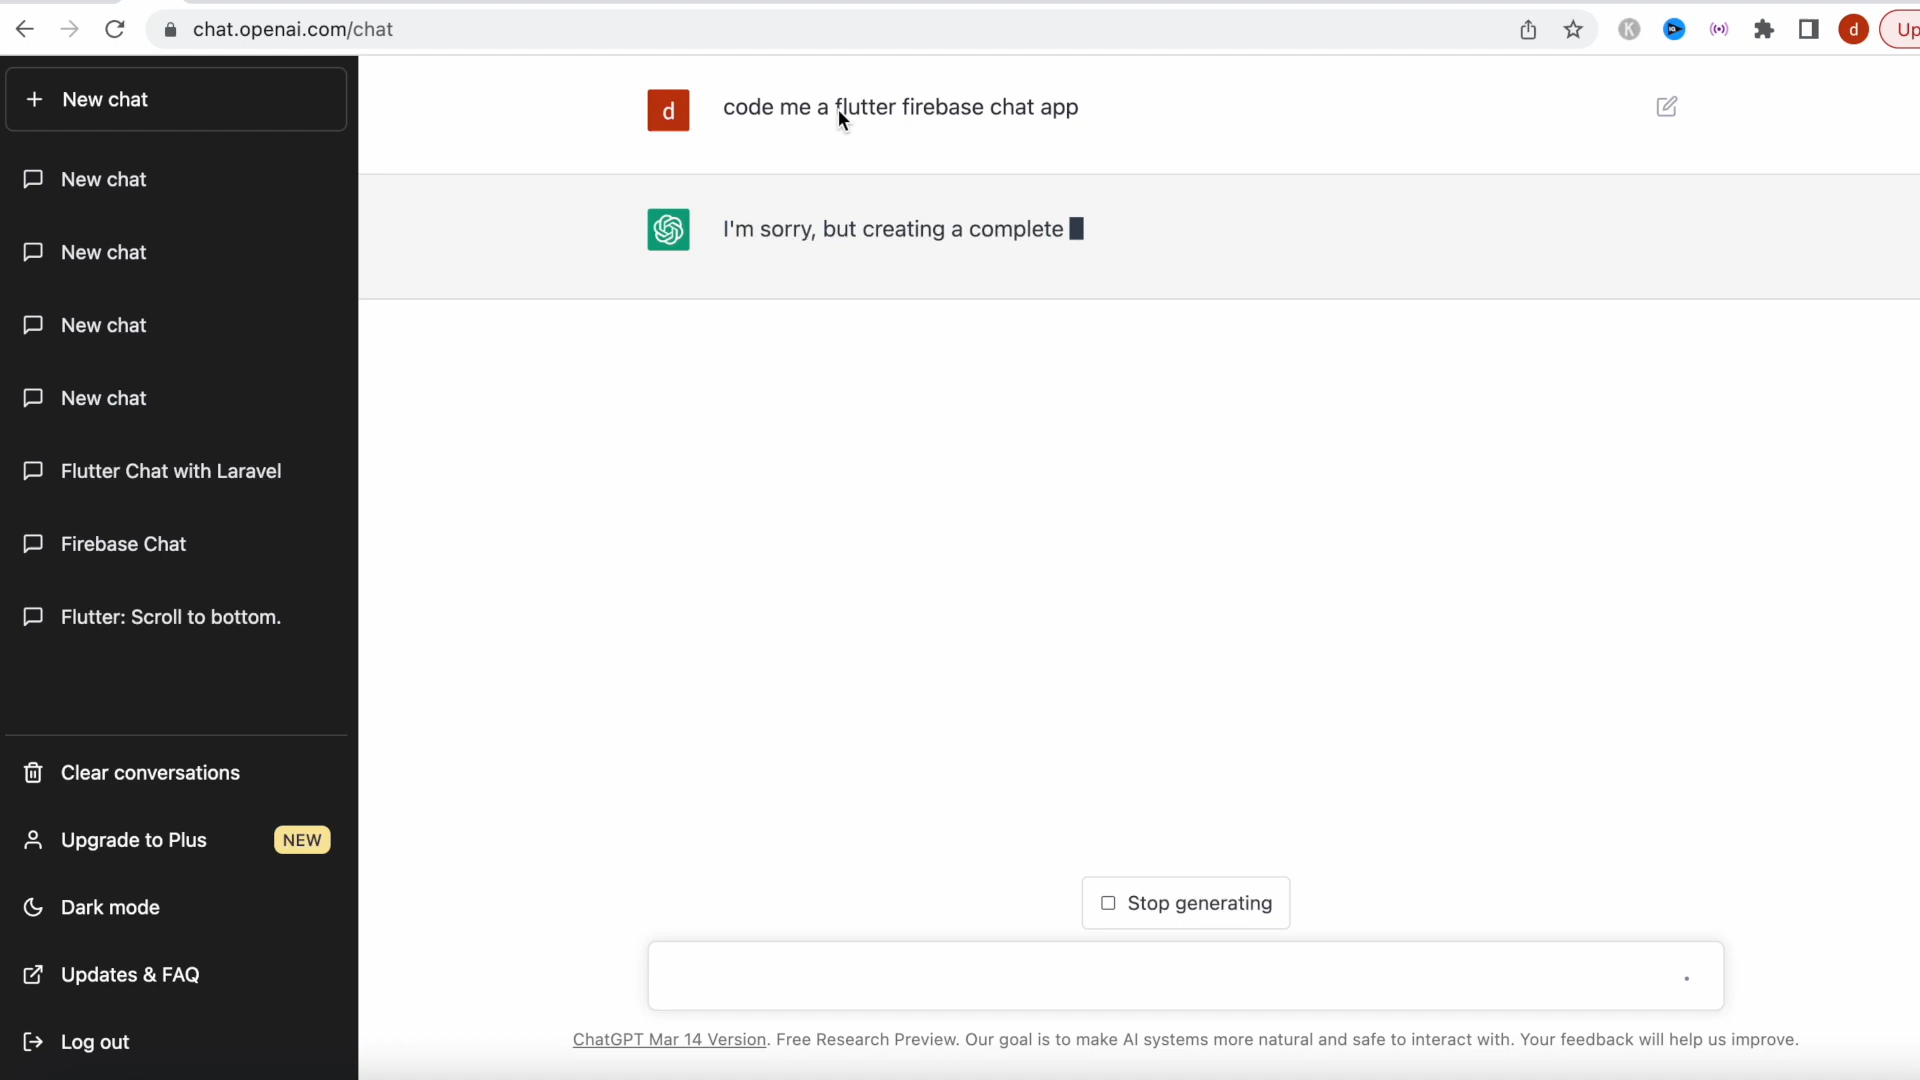 chat.openai.com/chat
K
d
Up
New chat
New chat
New chat
New chat
New chat
Flutter Chat with Laravel
Firebase Chat
Flutter: Scroll to bottom.
Clear conversations
Upgrade to Plus NEW
Dark mode
Updates & FAQ
Log out
d
code me a flutter firebase chat app
I'm sorry, but creating a complete
Stop generating
ChatGPT Mar 14 Version. Free Research Preview. Our goal is to make AI systems more natural and safe to interact with. Your feedback will help us improve.